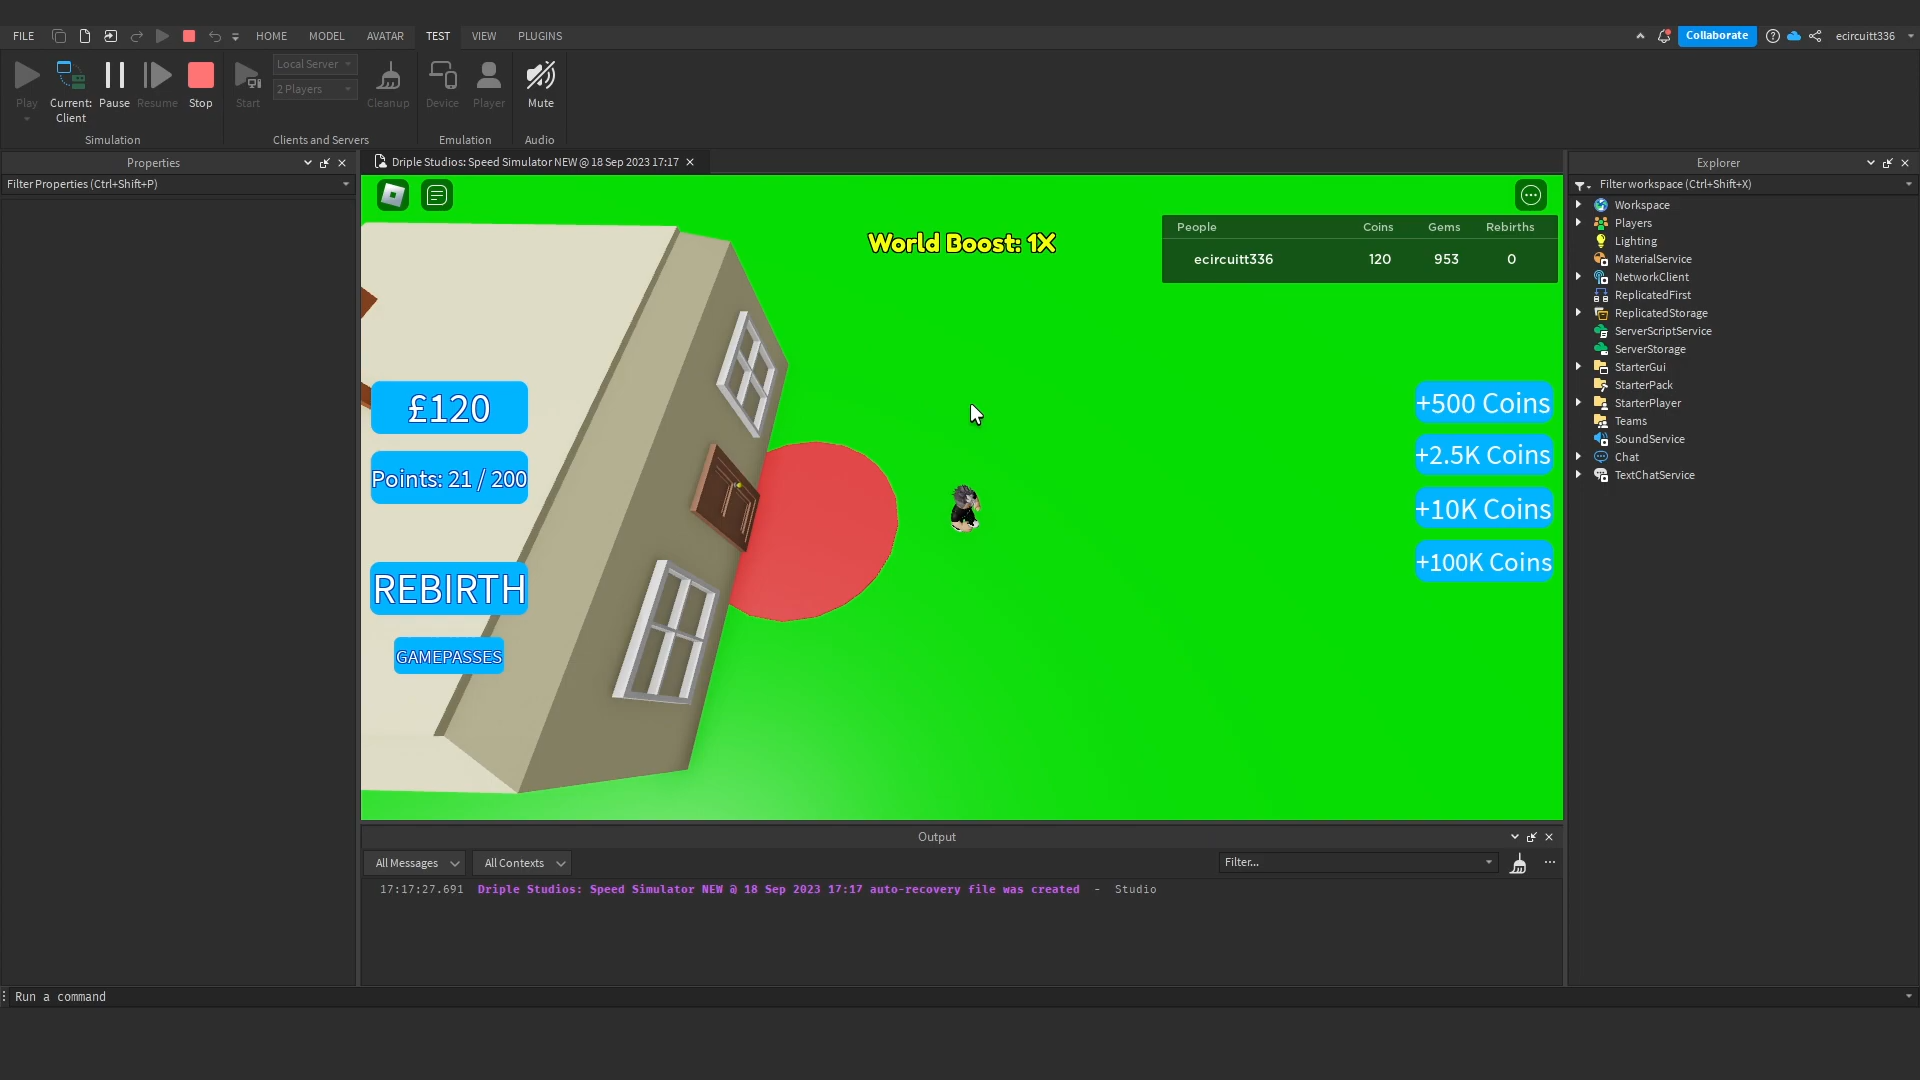 FILE HOME MODEL AVATAR TEST VIEW PLUGINS Collaborate ecircuitt336
Play Current: Client Pause Resume Stop Start Local Server 2 Players Cleanup Device Player Mute
Simulation Clients and Servers Emulation Audio
Properties
Filter Properties (Ctrl+Shift+P)
Driple Studios: Speed Simulator NEW @ 18 Sep 2023 17:17
World Boost: 1X
People Coins Gems Rebirths
ecircuitt336 120 953 0
£120
Points: 21 / 200
REBIRTH
GAMEPASSES
+500 Coins
+2.5K Coins
+10K Coins
+100K Coins
Explorer
Filter workspace (Ctrl+Shift+X)
Workspace
Players
Lighting
MaterialService
NetworkClient
ReplicatedFirst
ReplicatedStorage
ServerScriptService
ServerStorage
StarterGui
StarterPack
StarterPlayer
Teams
SoundService
Chat
TextChatService
Output
All Messages All Contexts Filter...
17:17:27.691 Driple Studios: Speed Simulator NEW @ 18 Sep 2023 17:17 auto-recovery file was created - Studio
Run a command